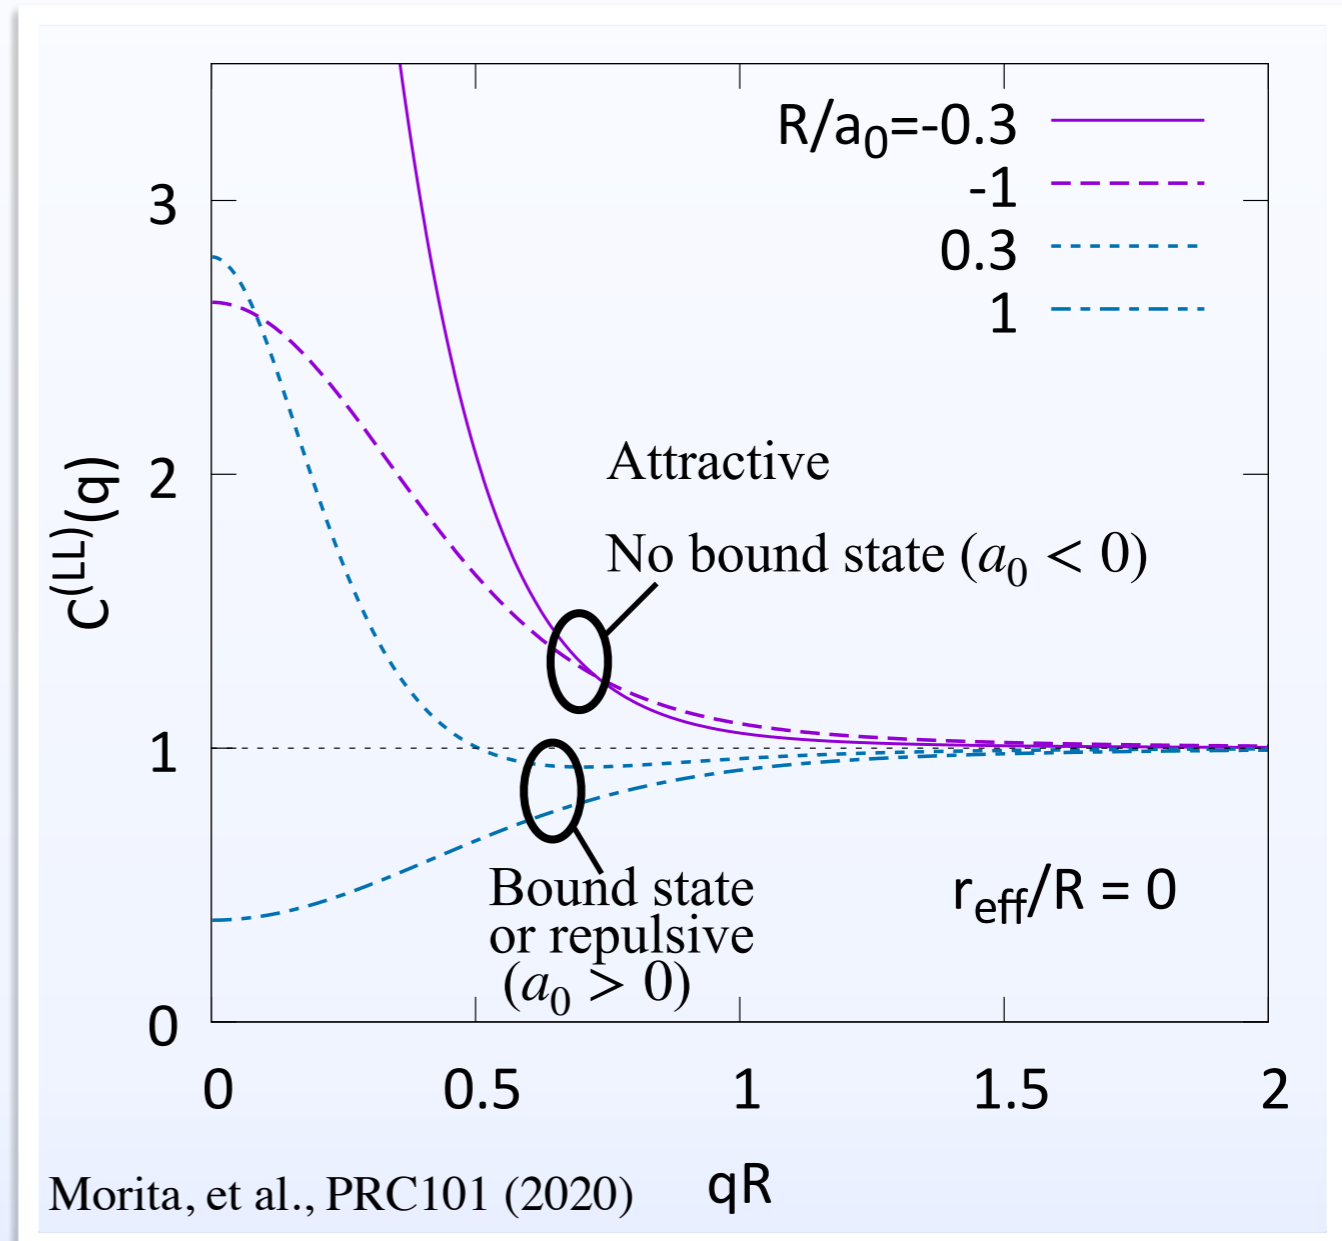 R/a₀=-0.3
-1
0.3
1
3
2
1
0
C⁽ᴸᴸ⁾(q)
Attractive
No bound state (a₀ < 0)
Bound state
or repulsive
(a₀ > 0)
r_eff/R = 0
0 0.5 1 1.5 2
qR
Morita, et al., PRC101 (2020)